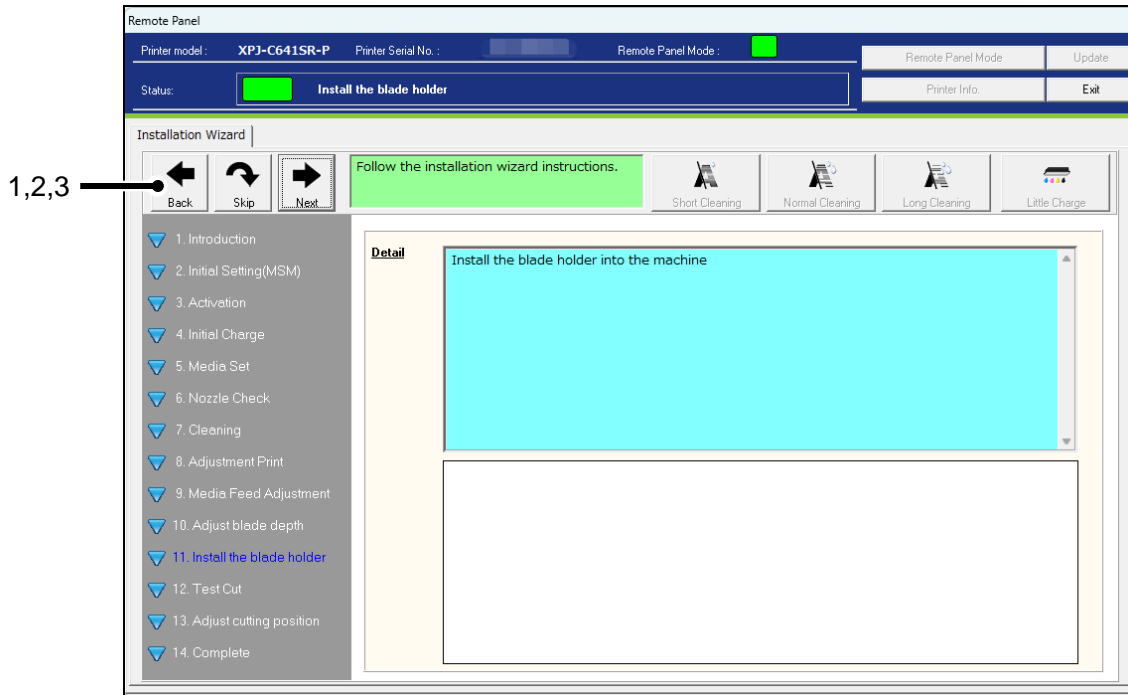 Remote Panel
Printer model : XPJ-C641SR-P Printer Serial No. : Remote Panel Mode :
Remote Panel Mode Update
Status: Install the blade holder
Printer Info. Exit
Installation Wizard
1,2,3
Back Skip Next
Follow the installation wizard instructions.
Short Cleaning Normal Cleaning Long Cleaning Little Charge
1. Introduction
2. Initial Setting(MSM)
3. Activation
4. Initial Charge
5. Media Set
6. Nozzle Check
7. Cleaning
8. Adjustment Print
9. Media Feed Adjustment
10. Adjust blade depth
11. Install the blade holder
12. Test Cut
13. Adjust cutting position
14. Complete
Detail
Install the blade holder into the machine